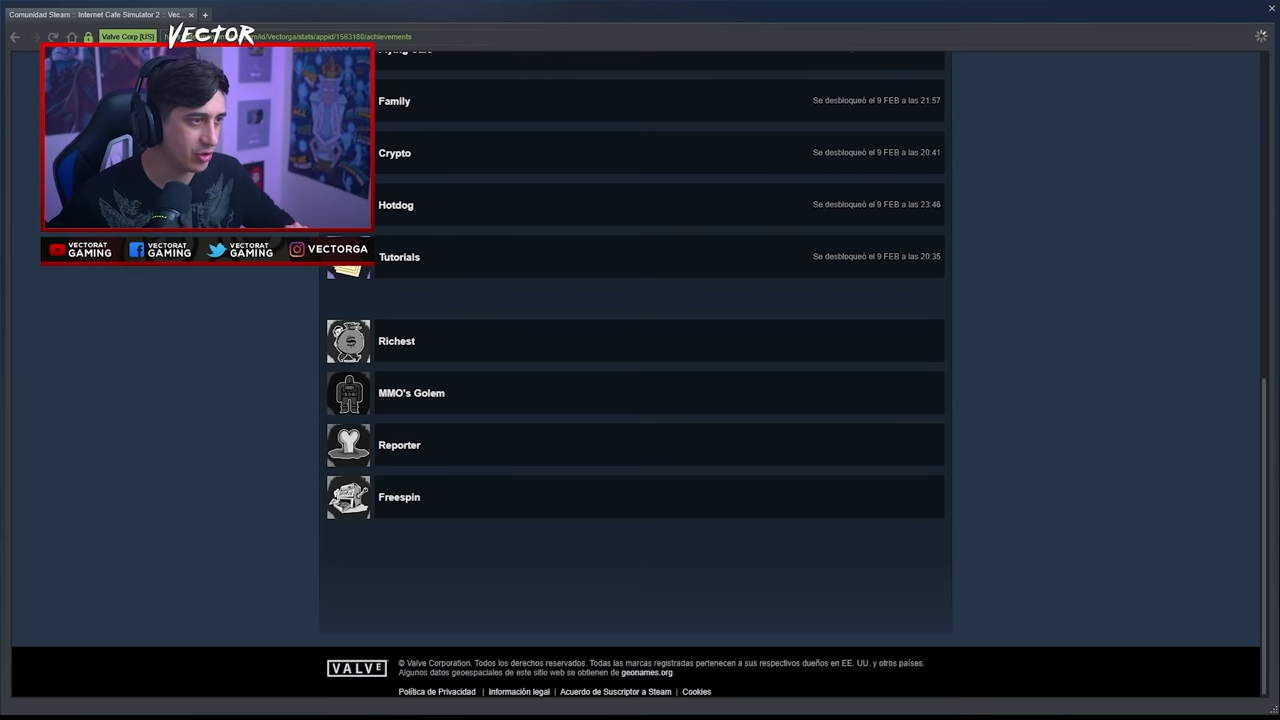 Comunidad Steam :: Internet Cafe Simulator 2 :: Vec...
VECTOR
Valve Corp [US]
om/id/Vectorga/stats/appid/1563180/achievements
Family
Se desbloqueó el 9 FEB a las 21:57
Crypto
Se desbloqueó el 9 FEB a las 20:41
Hotdog
Se desbloqueó el 9 FEB a las 23:46
VECTORAT GAMING
VECTORAT GAMING
VECTORAT GAMING
VECTORGA
Tutorials
Se desbloqueó el 9 FEB a las 20:35
Richest
MMO's Golem
Reporter
Freespin
VALVE
© Valve Corporation. Todos los derechos reservados. Todas las marcas registradas pertenecen a sus respectivos dueños en EE. UU. y otros países.
Algunos datos geoespaciales de este sitio web se obtienen de geonames.org.
Política de Privacidad | Información legal | Acuerdo de Suscriptor a Steam | Cookies